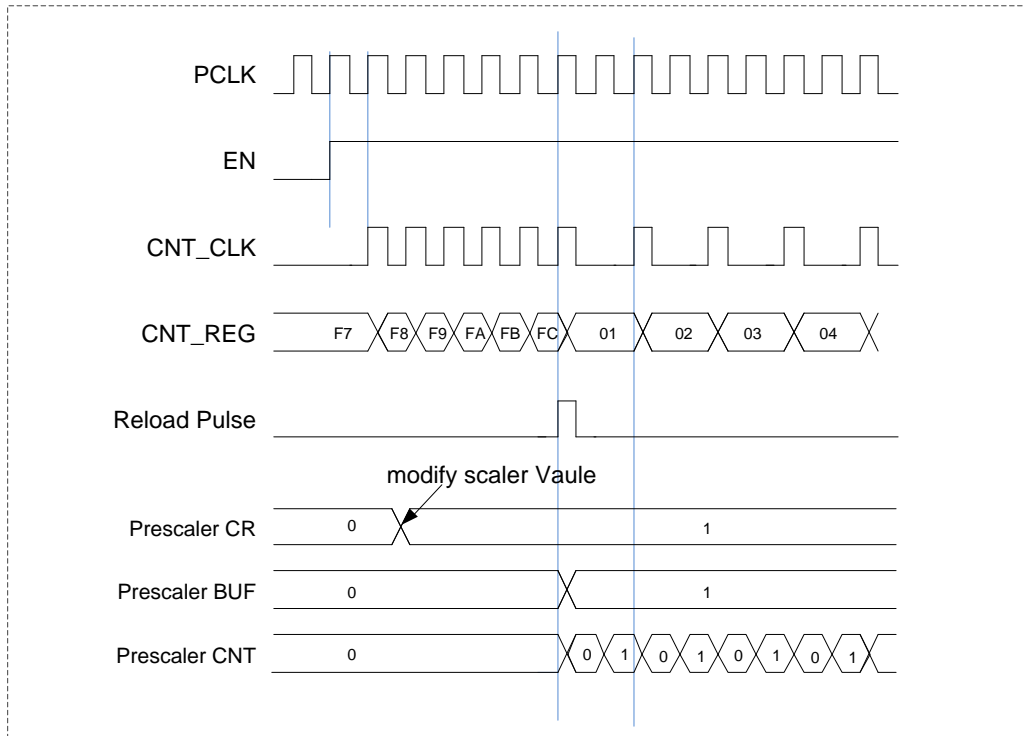 PCLK
EN
CNT_CLK
CNT_REG F7 F8 F9 FA FB FC 01 02 03 04
Reload Pulse
modify scaler Vaule
Prescaler CR 0 1
Prescaler BUF 0 1
Prescaler CNT 0 0 1 0 1 0 1 0 1